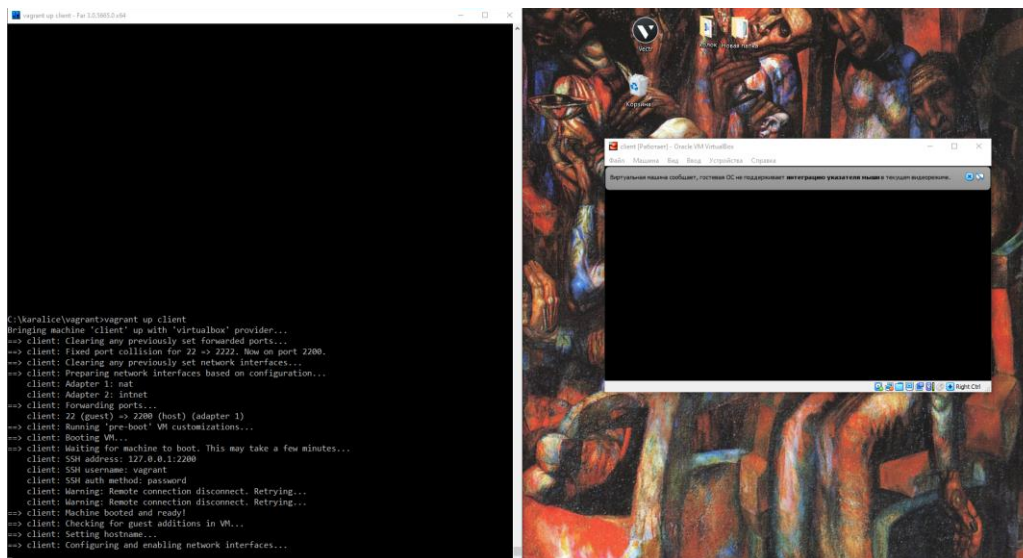 vagrant up client - Far 3.0.5665.0 x64
C:\karalice\vagrant>vagrant up client
Bringing machine 'client' up with 'virtualbox' provider...
==> client: Clearing any previously set forwarded ports...
==> client: Fixed port collision for 22 => 2222. Now on port 2200.
==> client: Clearing any previously set network interfaces...
==> client: Preparing network interfaces based on configuration...
client: Adapter 1: nat
client: Adapter 2: intnet
==> client: Forwarding ports...
client: 22 (guest) => 2200 (host) (adapter 1)
==> client: Running 'pre-boot' VM customizations...
==> client: Booting VM...
==> client: Waiting for machine to boot. This may take a few minutes...
client: SSH address: 127.0.0.1:2200
client: SSH username: vagrant
client: SSH auth method: password
client: Warning: Remote connection disconnect. Retrying...
client: Warning: Remote connection disconnect. Retrying...
==> client: Machine booted and ready!
==> client: Checking for guest additions in VM...
==> client: Setting hostname...
==> client: Configuring and enabling network interfaces...
Новая папка
Корзина
client [Работает] - Oracle VM VirtualBox
Файл Машина Вид Ввод Устройства Справка
Виртуальная машина сообщает, гостевая ОС не поддерживает интеграцию указателя мыши в текущем видеорежиме.
Right Ctrl